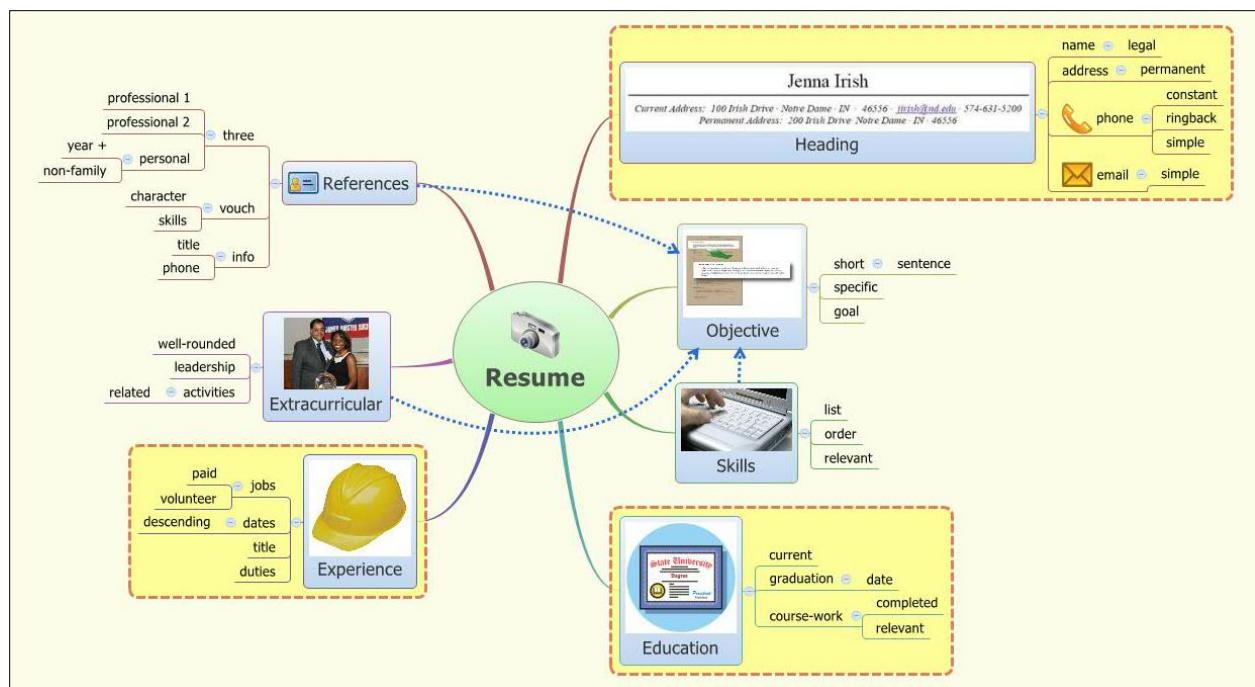 Resume
Jenna Irish
Current Address: 100 Irish Drive · Notre Dame · IN · 46556 · jirish@nd.edu · 574-631-5200
Permanent Address: 200 Irish Drive Notre Dame · IN · 46556
Heading
name
legal
address
permanent
phone
constant
ringback
simple
email
simple
Objective
short
sentence
specific
goal
Skills
list
order
relevant
State University
Degree
Education
current
graduation
date
course-work
completed
relevant
References
three
professional 1
professional 2
personal
year +
non-family
vouch
character
skills
info
title
phone
Extracurricular
well-rounded
leadership
activities
related
Experience
jobs
paid
volunteer
dates
descending
title
duties